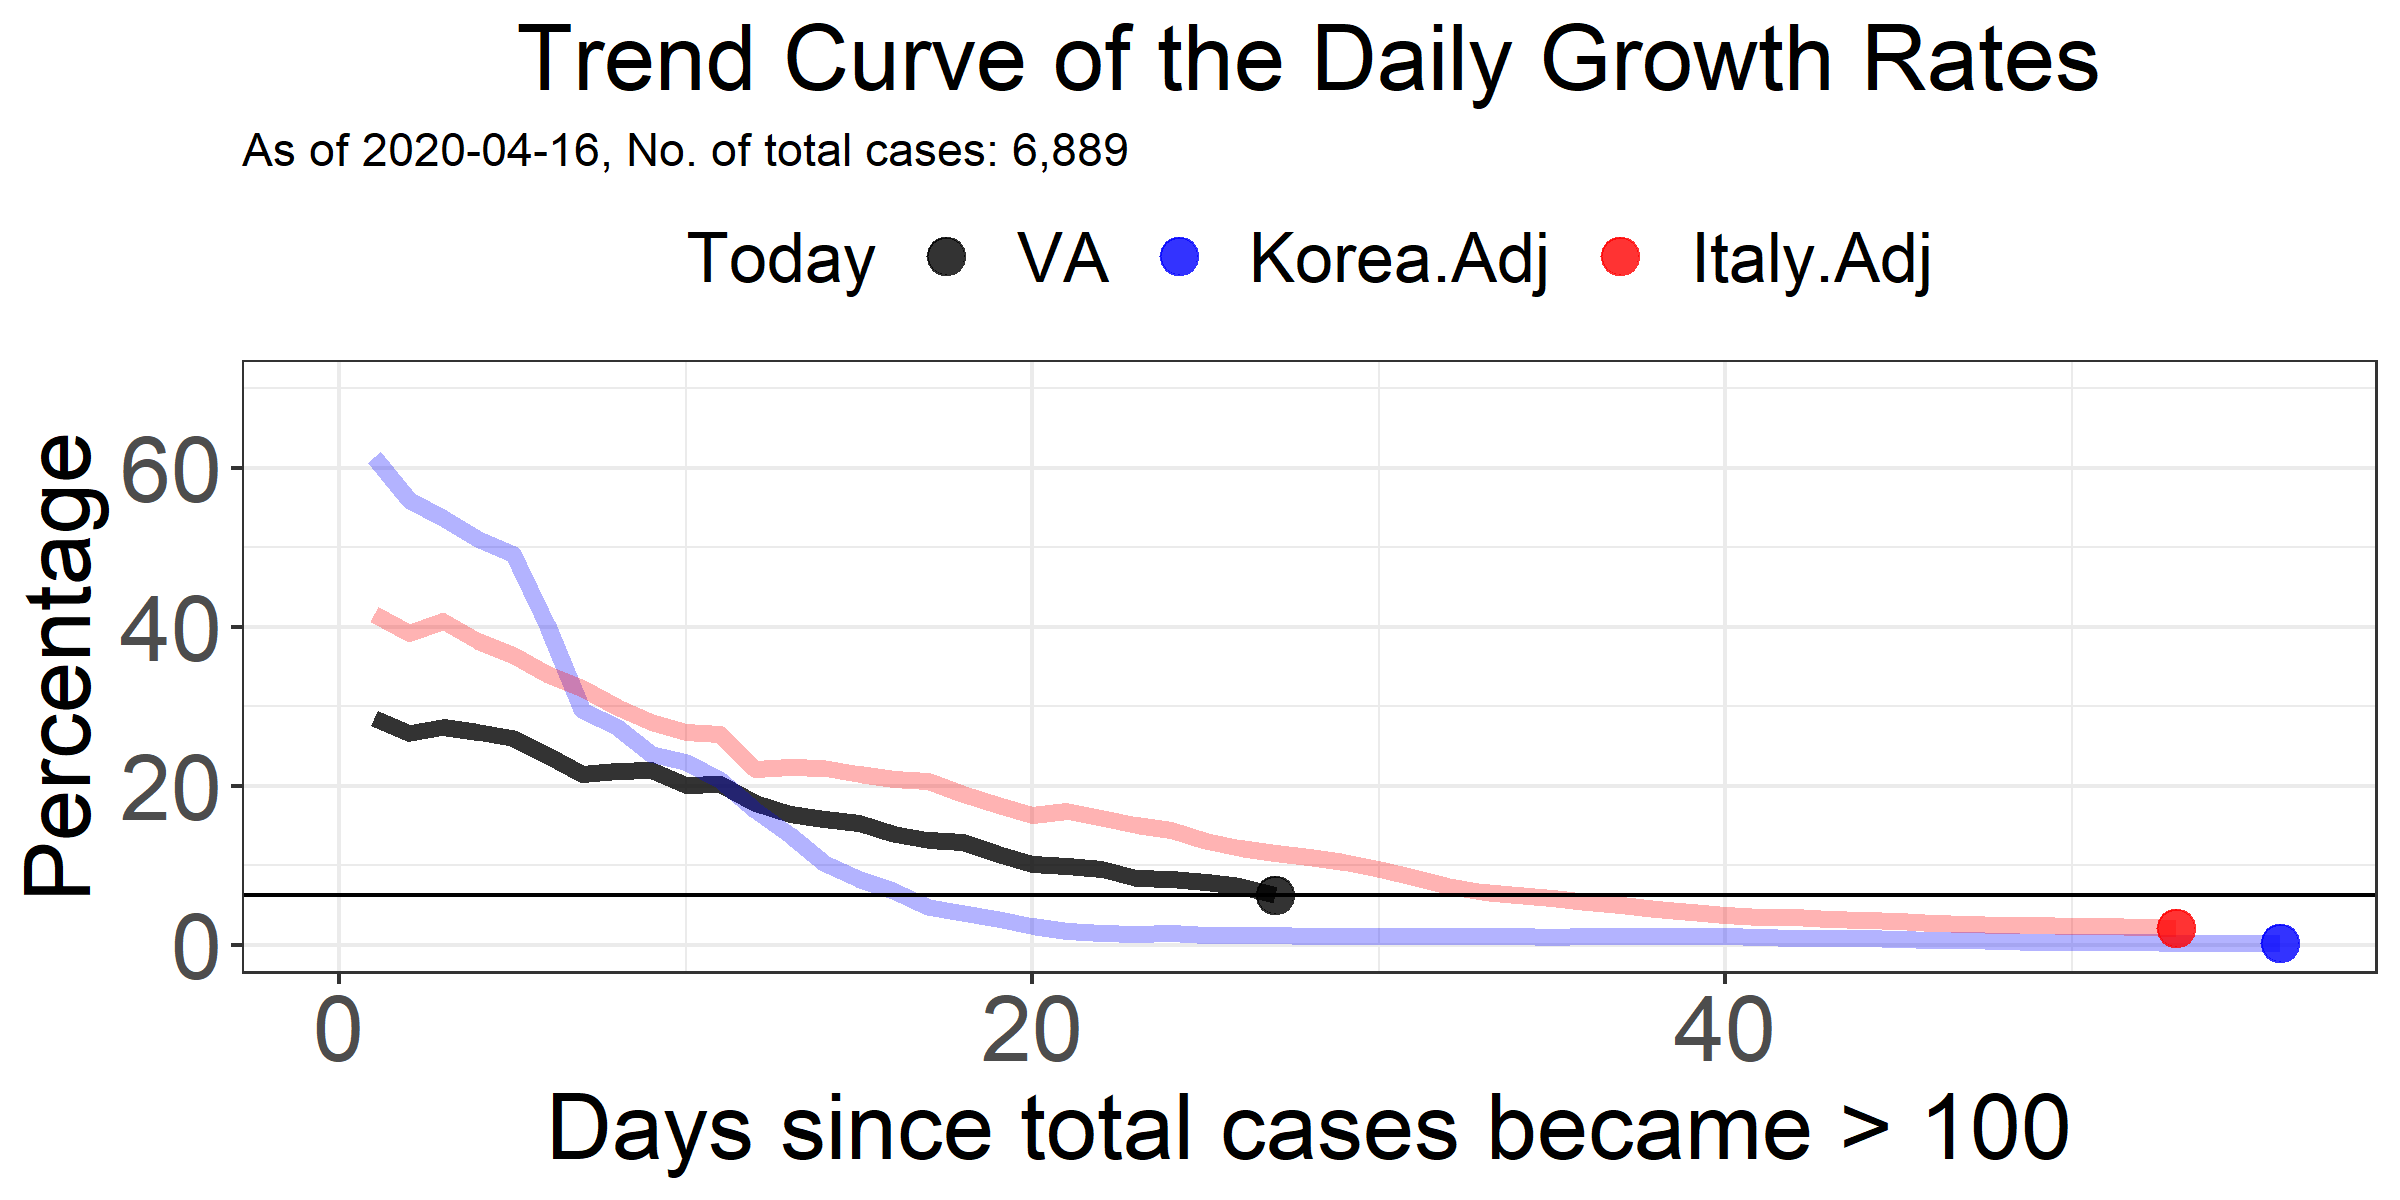 Trend Curve of the Daily Growth Rates
As of 2020-04-16, No. of total cases: 6,889
Today VA Korea.Adj Italy.Adj
Percentage
60
40
20
0
0 20 40
Days since total cases became > 100